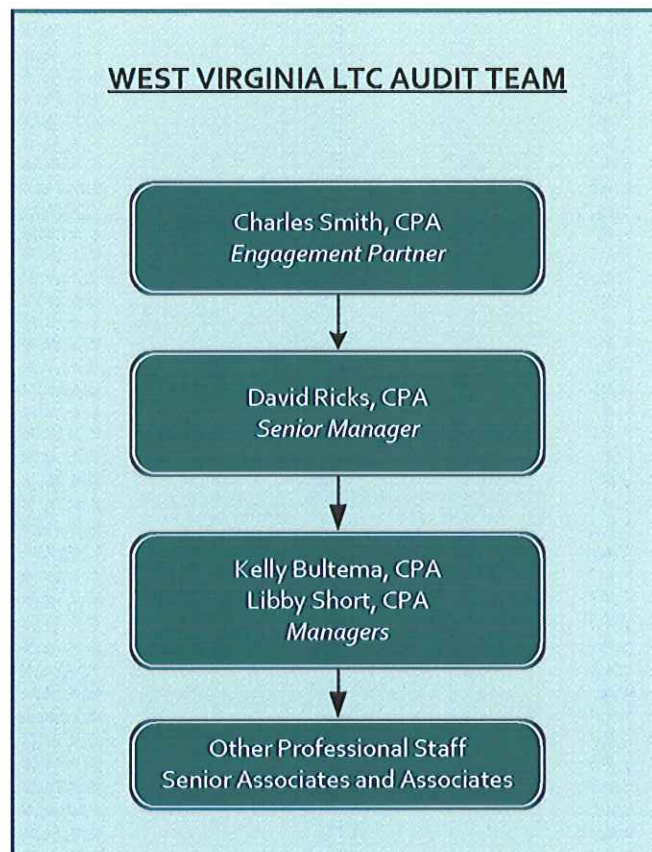 WEST VIRGINIA LTC AUDIT TEAM
Charles Smith, CPA
Engagement Partner
David Ricks, CPA
Senior Manager
Kelly Bultema, CPA
Libby Short, CPA
Managers
Other Professional Staff
Senior Associates and Associates